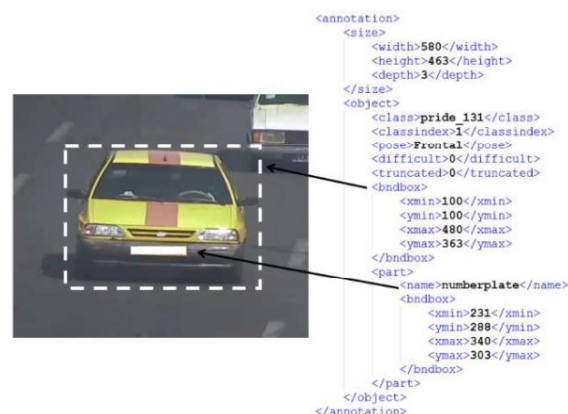 <annotation>
<size>
<width>580</width>
<height>463</height>
<depth>3</depth>
</size>
<object>
<class>pride_131</class>
<classindex>1</classindex>
<pose>Frontal</pose>
<difficult>0</difficult>
<truncated>0</truncated>
<bndbox>
<xmin>100</xmin>
<ymin>100</ymin>
<xmax>480</xmax>
<ymax>363</ymax>
</bndbox>
<part>
<name>numberplate</name>
<bndbox>
<xmin>231</xmin>
<ymin>288</ymin>
<xmax>340</xmax>
<ymax>303</ymax>
</bndbox>
</part>
</object>
</annotation>